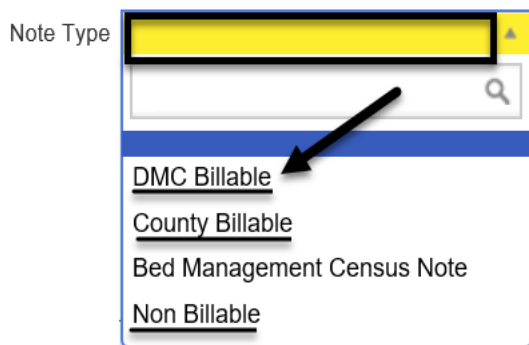 Note Type
DMC Billable
County Billable
Bed Management Census Note
Non Billable